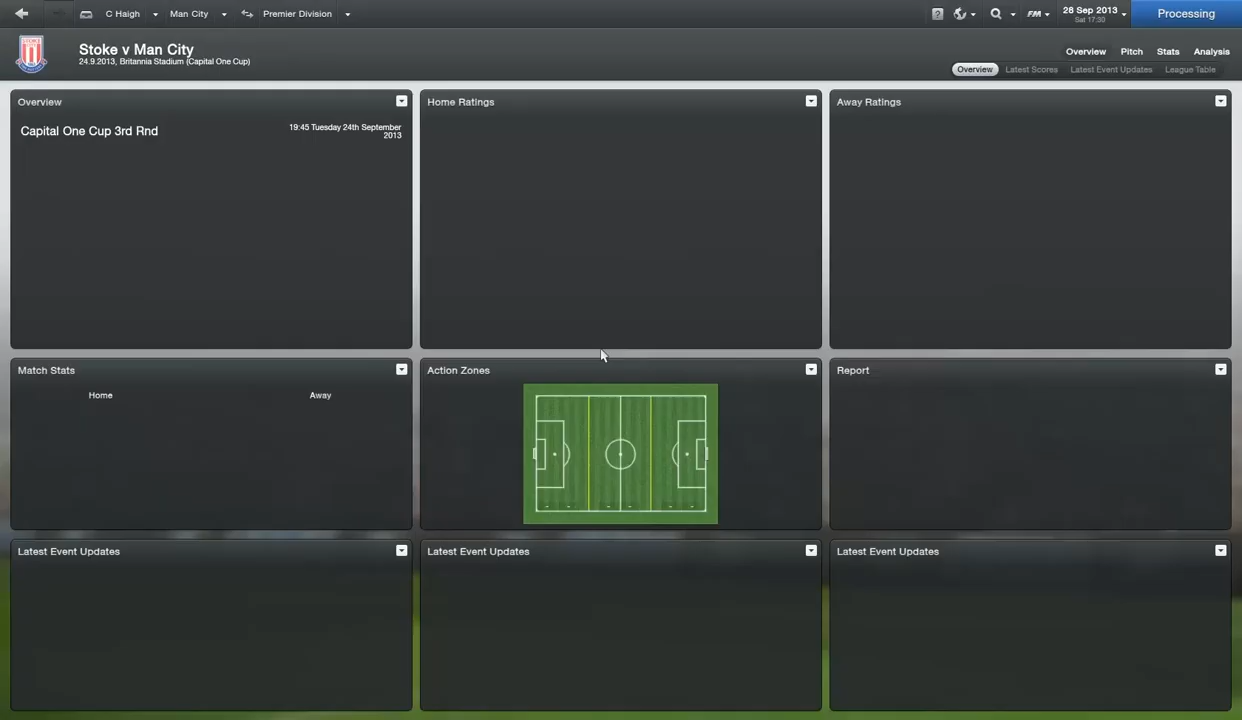 C Haigh
Man City
Premier Division
?
FM
28 Sep 2013
Sat 17:30
Processing
Stoke v Man City
24.9.2013, Britannia Stadium (Capital One Cup)
Overview
Pitch
Stats
Analysis
Overview
Latest Scores
Latest Event Updates
League Table
Overview
Home Ratings
Away Ratings
Capital One Cup 3rd Rnd
19:45 Tuesday 24th September
2013
Match Stats
Action Zones
Report
Home
Away
Latest Event Updates
Latest Event Updates
Latest Event Updates